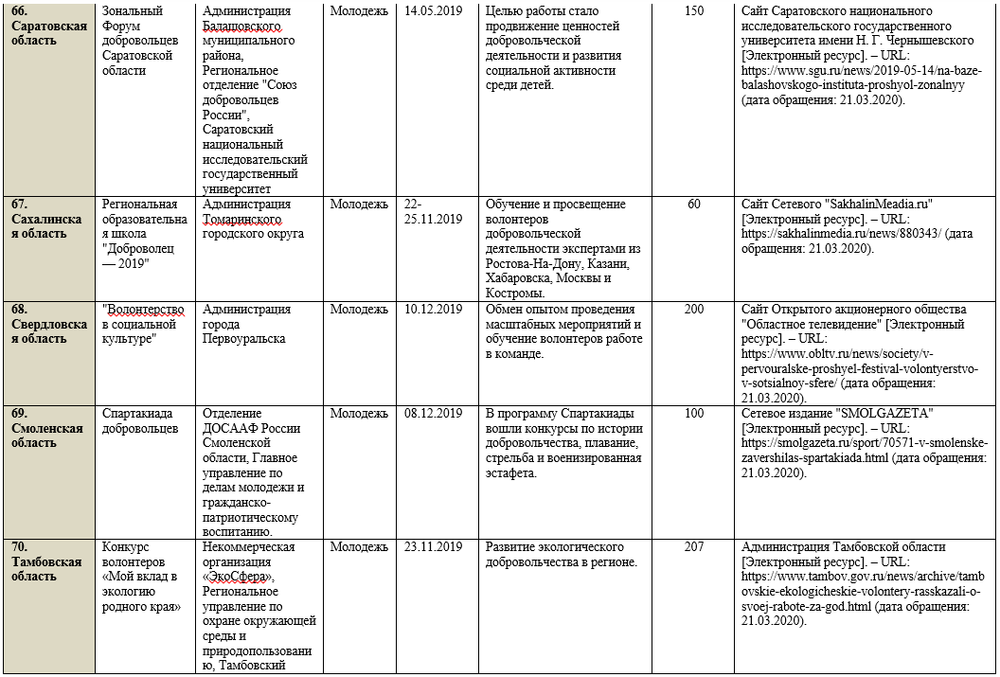 66.
Саратовская
область
Зональный
Форум
добровольцев
Саратовской
области
Администрация
Балашовского
муниципального
района,
Региональное
отделение "Союз
добровольцев
России",
Саратовский
национальный
исследовательский
государственный
университет
Молодежь
14.05.2019
Целью работы стало
продвижение ценностей
добровольческой
деятельности и развития
социальной активности
среди детей.
150
Сайт Саратовского национального
исследовательского государственного
университета имени Н. Г. Чернышевского
[Электронный ресурс]. – URL:
https://www.sgu.ru/news/2019-05-14/na-baze-
balashovskogo-instituta-proshyol-zonalnyy
(дата обращения: 21.03.2020).
67.
Сахалинска
я область
Региональная
образовательна
я школа
"Доброволец
— 2019"
Администрация
Томаринского
городского округа
Молодежь
22-
25.11.2019
Обучение и просвещение
волонтеров
добровольческой
деятельности экспертами из
Ростова-На-Дону, Казани,
Хабаровска, Москвы и
Костромы.
60
Сайт Сетевого "SakhalinMeadia.ru"
[Электронный ресурс]. – URL:
https://sakhalinmedia.ru/news/880343/ (дата
обращения: 21.03.2020).
68.
Свердловска
я область
"Волонтерство
в социальной
культуре"
Администрация
города
Первоуральска
Молодежь
10.12.2019
Обмен опытом проведения
масштабных мероприятий и
обучение волонтеров работе
в команде.
200
Сайт Открытого акционерного общества
"Областное телевидение" [Электронный
ресурс]. – URL:
https://www.obltv.ru/news/society/v-
pervouralske-proshyel-festival-volontyerstvo-
v-sotsialnoy-sfere/ (дата обращения:
21.03.2020).
69.
Смоленская
область
Спартакиада
добровольцев
Отделение
ДОСААФ России
Смоленской
области, Главное
управление по
делам молодежи и
гражданско-
патриотическому
воспитанию.
Молодежь
08.12.2019
В программу Спартакиады
вошли конкурсы по истории
добровольчества, плавание,
стрельба и военизированная
эстафета.
100
Сетевое издание "SMOLGAZETA"
[Электронный ресурс]. – URL:
https://smolgazeta.ru/sport/70571-v-smolenske-
zavershilas-spartakiada.html (дата обращения:
21.03.2020).
70.
Тамбовская
область
Конкурс
волонтеров
«Мой вклад в
экологию
родного края»
Некоммерческая
организация
«ЭкоСфера»,
Региональное
управление по
охране окружающей
среды и
природопользовани
ю, Тамбовский
Молодежь
23.11.2019
Развитие экологического
добровольчества в регионе.
207
Администрация Тамбовской области
[Электронный ресурс]. – URL:
https://www.tambov.gov.ru/news/archive/tamb
ovskie-ekologicheskie-volontery-rasskazali-o-
svoej-rabote-za-god.html (дата обращения:
21.03.2020).